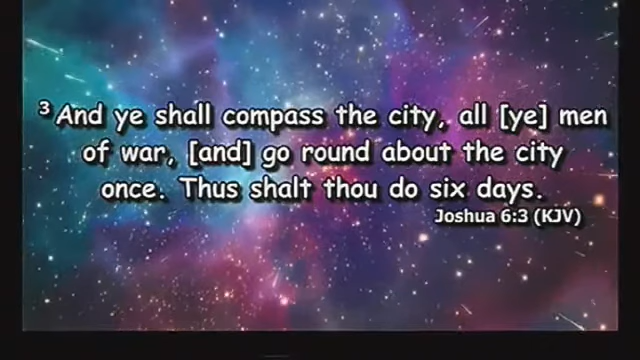 3 And ye shall compass the city, all [ye] men
of war, [and] go round about the city
once. Thus shalt thou do six days.
Joshua 6:3 (KJV)